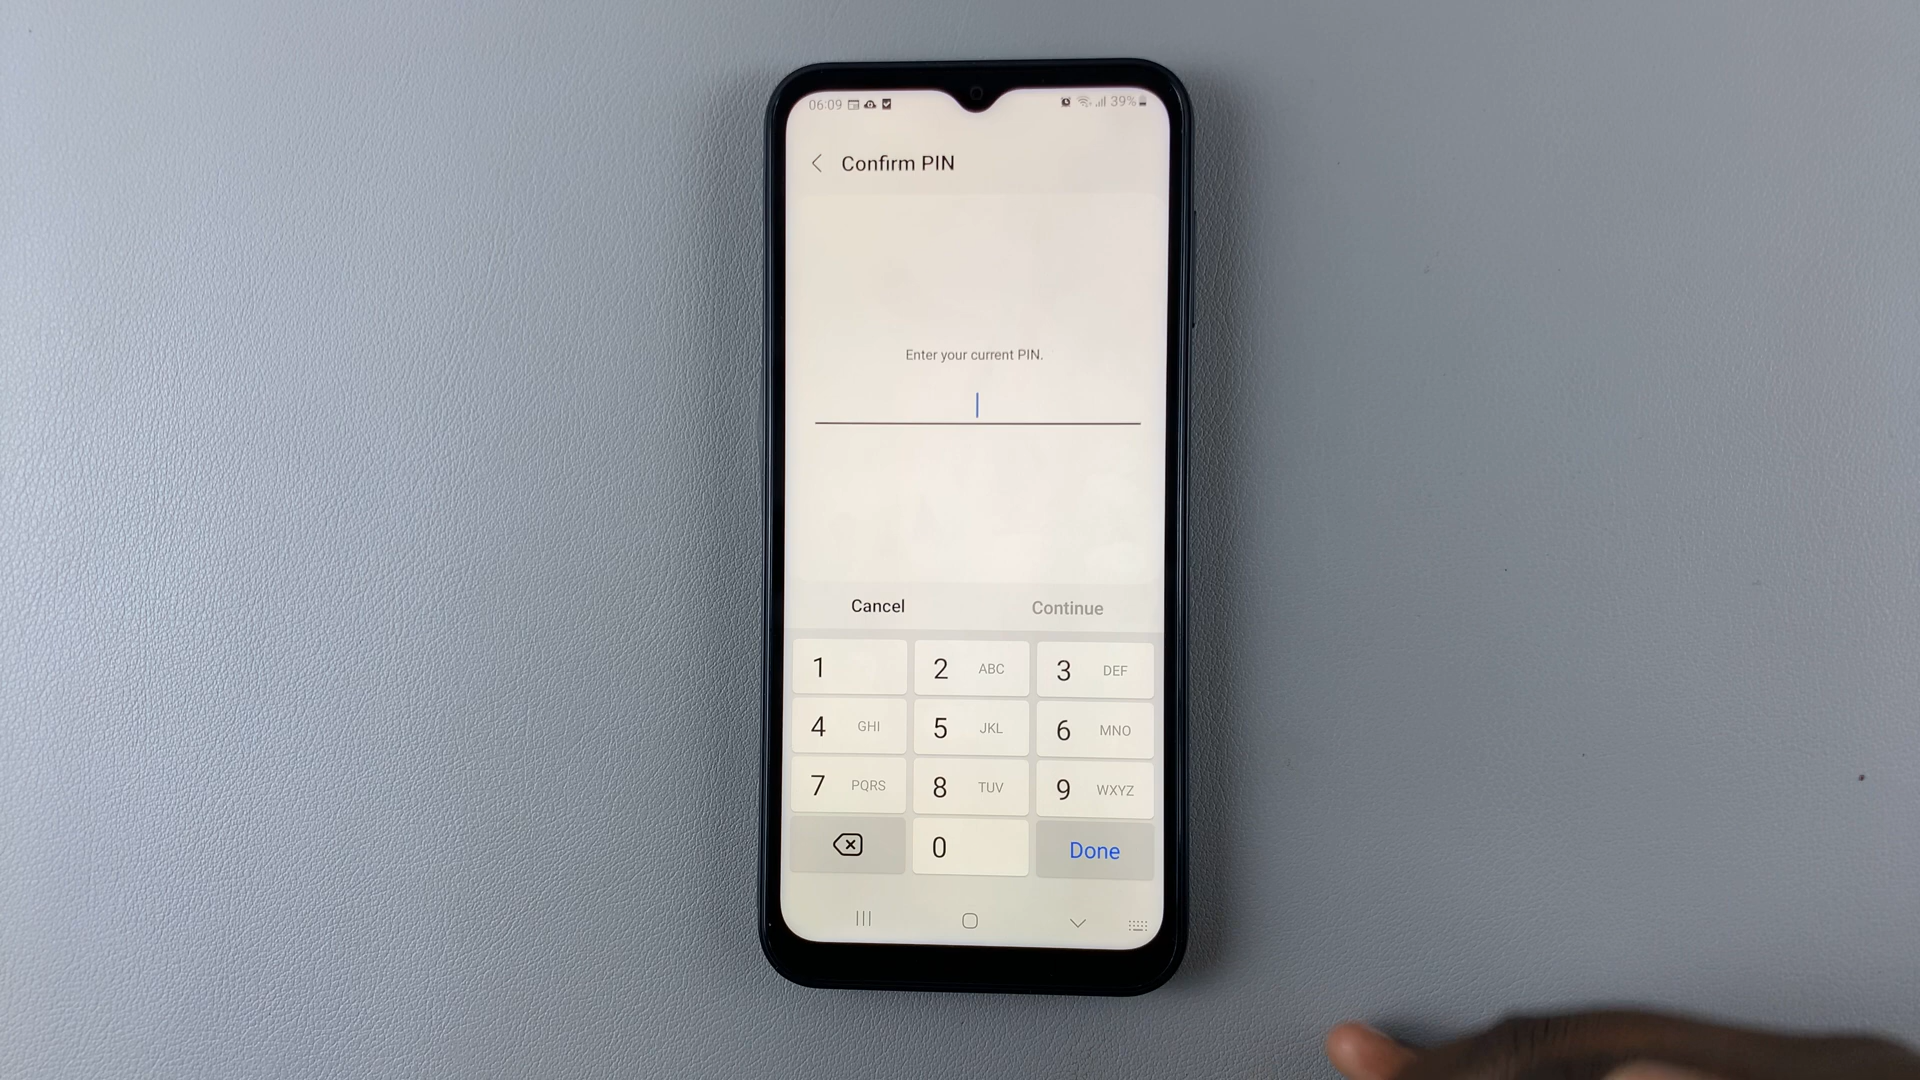 06:09 39%
Confirm PIN
Enter your current PIN.
Cancel Continue
1 2 ABC 3 DEF
4 GHI 5 JKL 6 MNO
7 PQRS 8 TUV 9 WXYZ
0 Done